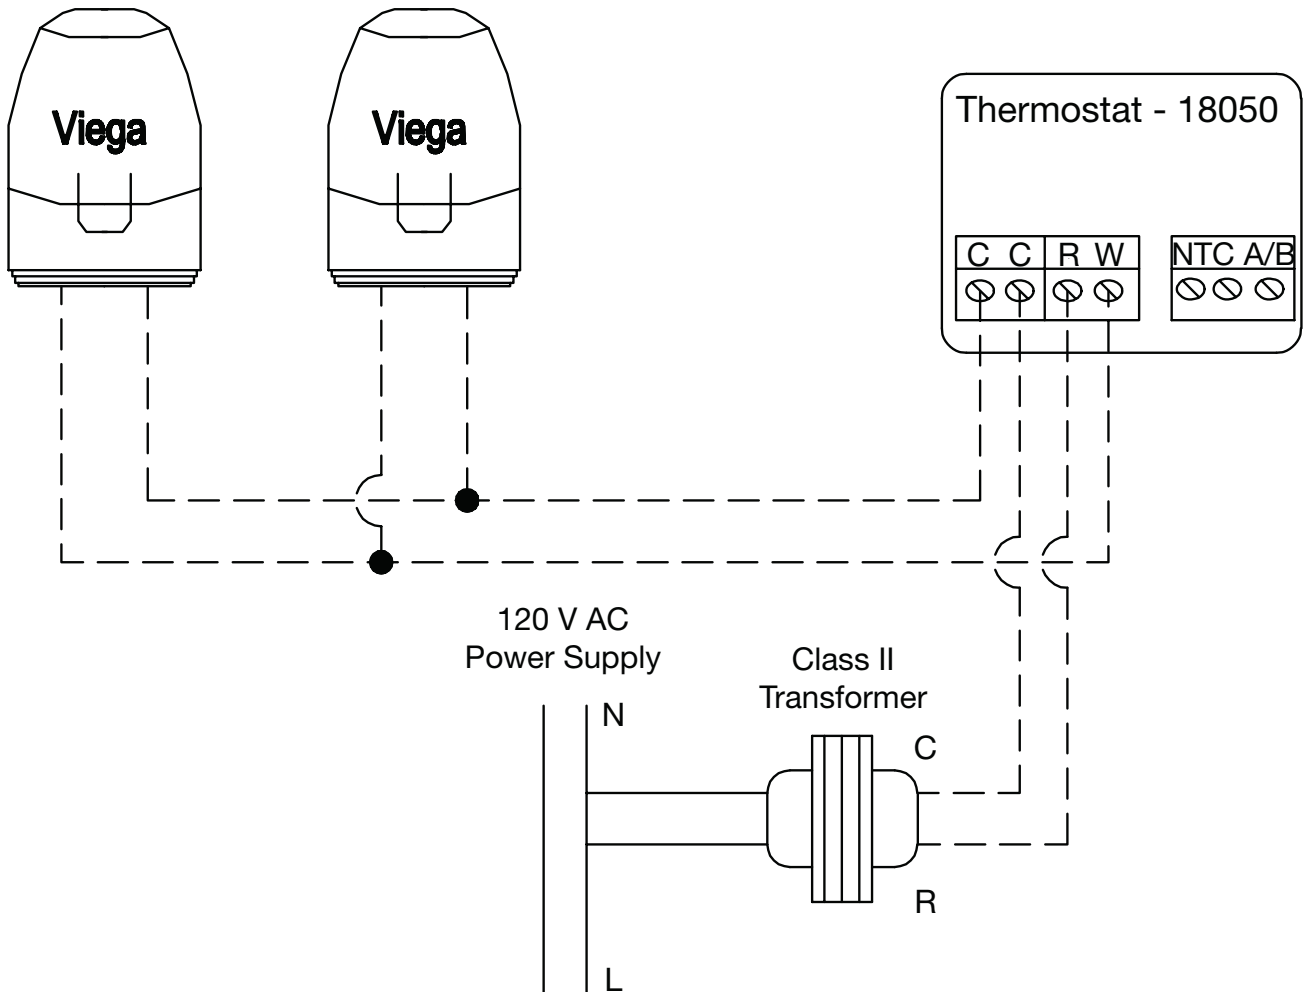 Viega
Viega
Thermostat - 18050
C C R W
NTC A/B
120 V AC
Power Supply
Class II
Transformer
N
C
R
L